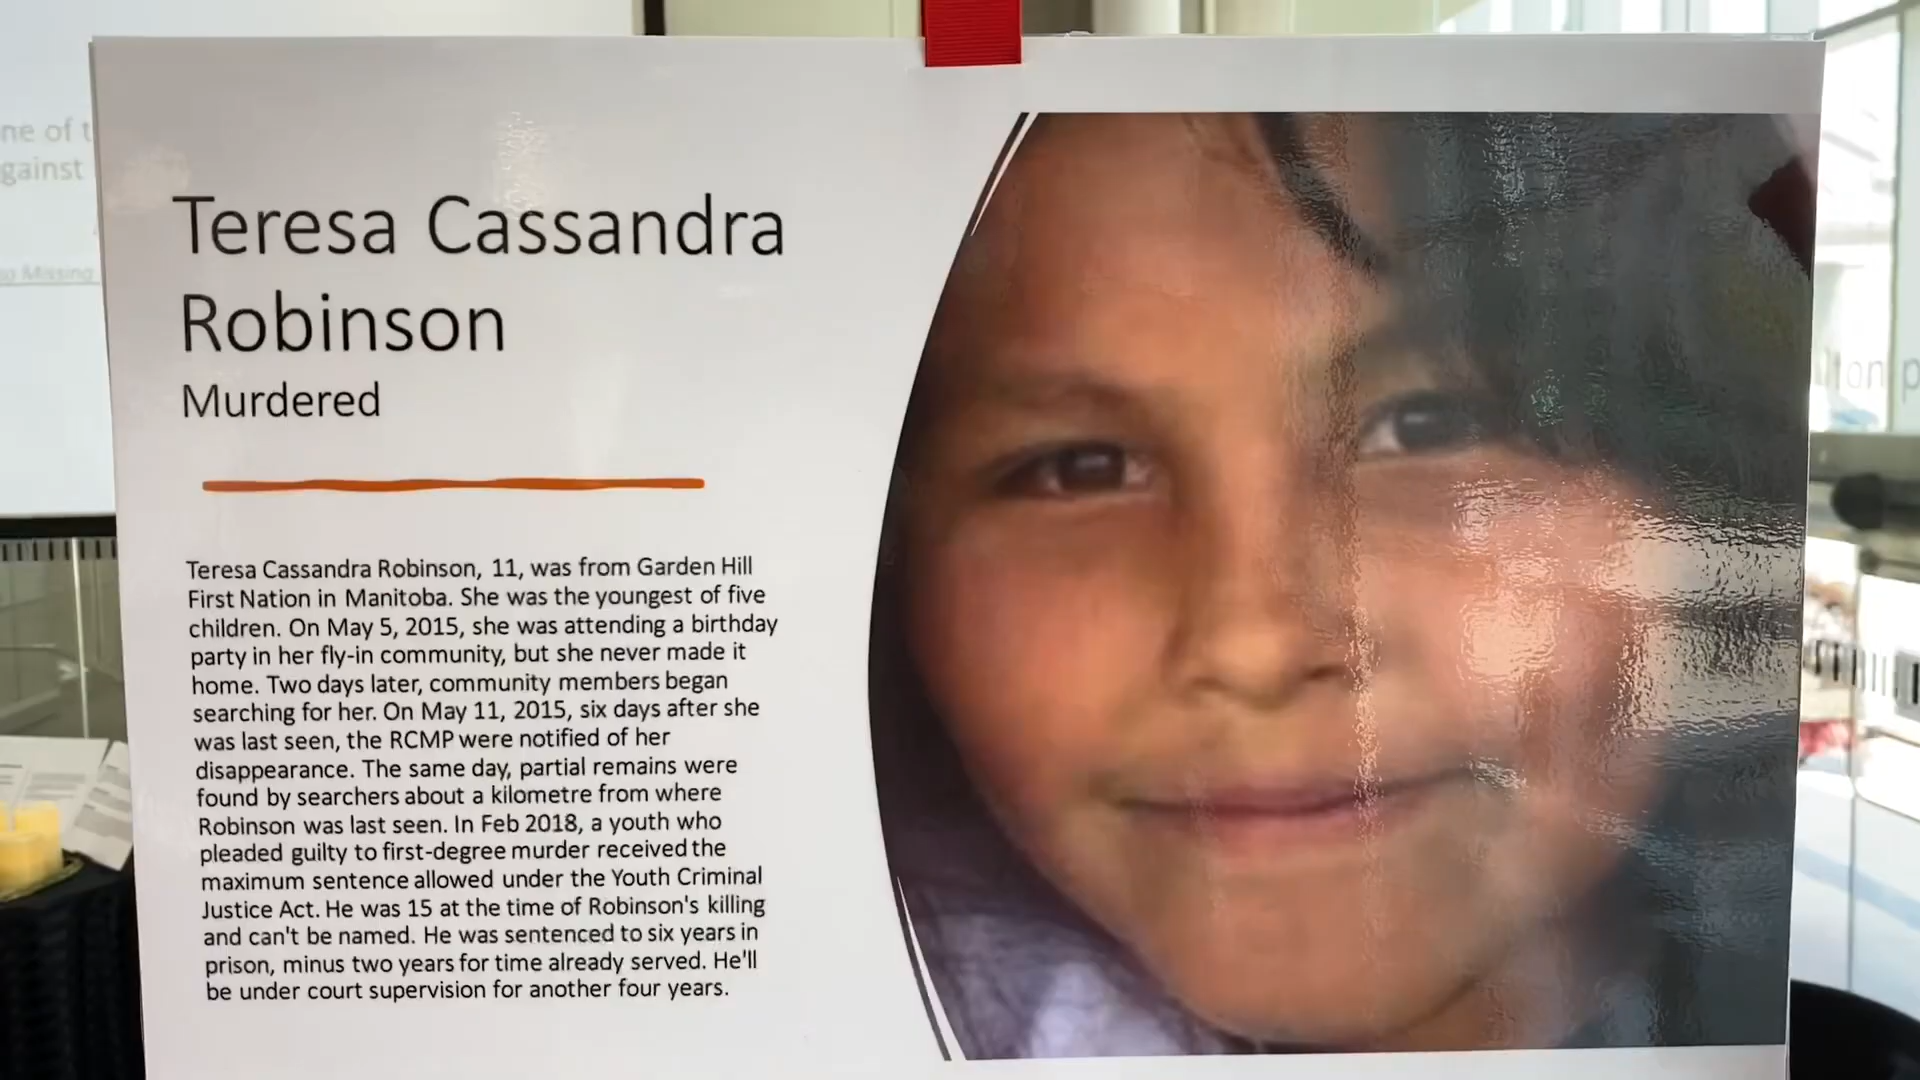 ne of t
gainst
Missing
Teresa Cassandra
Robinson
Murdered
Teresa Cassandra Robinson, 11, was from Garden Hill
First Nation in Manitoba. She was the youngest of five
children. On May 5, 2015, she was attending a birthday
party in her fly-in community, but she never made it
home. Two days later, community members began
searching for her. On May 11, 2015, six days after she
was last seen, the RCMP were notified of her
disappearance. The same day, partial remains were
found by searchers about a kilometre from where
Robinson was last seen. In Feb 2018, a youth who
pleaded guilty to first-degree murder received the
maximum sentence allowed under the Youth Criminal
Justice Act. He was 15 at the time of Robinson's killing
and can't be named. He was sentenced to six years in
prison, minus two years for time already served. He'll
be under court supervision for another four years.